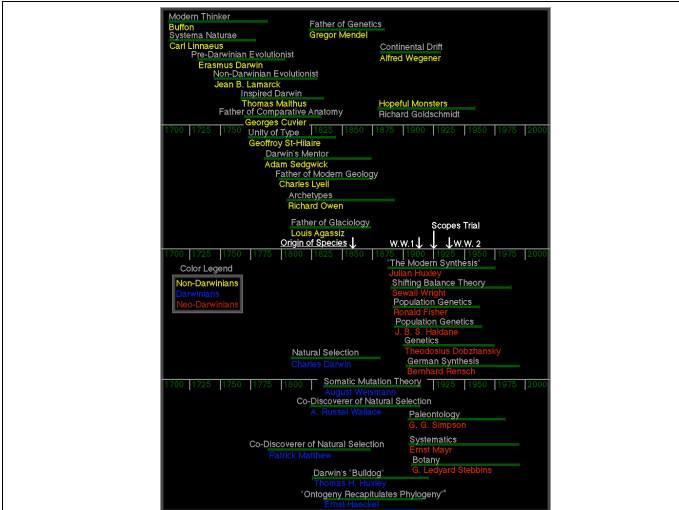 Modern Thinker
Buffon
Systema Naturae
Carl Linnaeus
Pre-Darwinian Evolutionist
Erasmus Darwin
Non-Darwinian Evolutionist
Jean B. Lamarck
Inspired Darwin
Thomas Malthus
Father of Comparative Anatomy
Georges Cuvier
Father of Genetics
Gregor Mendel
Continental Drift
Alfred Wegener
Hopeful Monsters
Richard Goldschmidt
1700 1725 1750 1775 1800 1825 1850 1875 1900 1925 1950 1975 2000
Unity of Type
Geoffroy St-Hilaire
Darwin's Mentor
Adam Sedgwick
Father of Modern Geology
Charles Lyell
Archetypes
Richard Owen
Father of Glaciology
Louis Agassiz
Scopes Trial
Origin of Species W.W.1 W.W. 2
1700 1725 1750 1775 1800 1825 1850 1875 1900 1925 1950 1975 2000
Color Legend
Non-Darwinians
Darwinians
Neo-Darwinians
"The Modern Synthesis"
Julian Huxley
Shifting Balance Theory
Sewall Wright
Population Genetics
Ronald Fisher
Population Genetics
J. B. S. Haldane
Genetics
Theodosius Dobzhansky
German Synthesis
Bernhard Rensch
Natural Selection
Charles Darwin
1700 1725 1750 1775 1800 1900 1925 1950 1975 2000
Somatic Mutation Theory
August Weismann
Co-Discoverer of Natural Selection
A. Russel Wallace
Paleontology
G. G. Simpson
Systematics
Ernst Mayr
Botany
G. Ledyard Stebbins
Co-Discoverer of Natural Selection
Patrick Matthew
Darwin's "Bulldog"
Thomas H. Huxley
"Ontogeny Recapitulates Phylogeny"
Ernst Haeckel